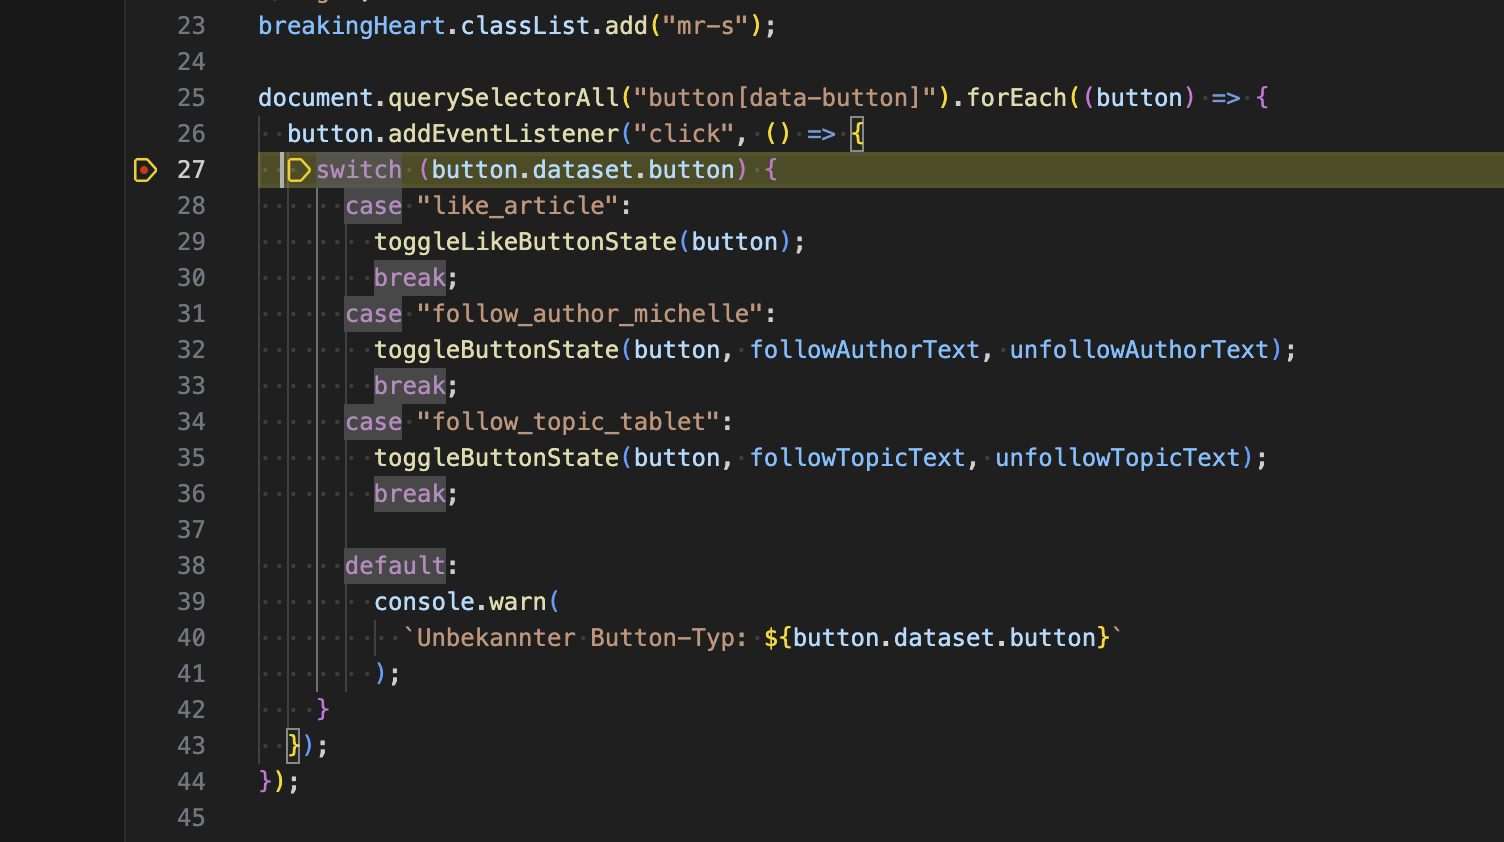 23 breakingHeart.classList.add("mr-s");
24
25 document.querySelectorAll("button[data-button]").forEach((button) => {
26   button.addEventListener("click", () => {
27     switch (button.dataset.button) {
28       case "like_article":
29         toggleLikeButtonState(button);
30         break;
31       case "follow_author_michelle":
32         toggleButtonState(button, followAuthorText, unfollowAuthorText);
33         break;
34       case "follow_topic_tablet":
35         toggleButtonState(button, followTopicText, unfollowTopicText);
36         break;
37
38       default:
39         console.warn(
40           `Unbekannter Button-Typ: ${button.dataset.button}`
41         );
42     }
43   });
44 });
45